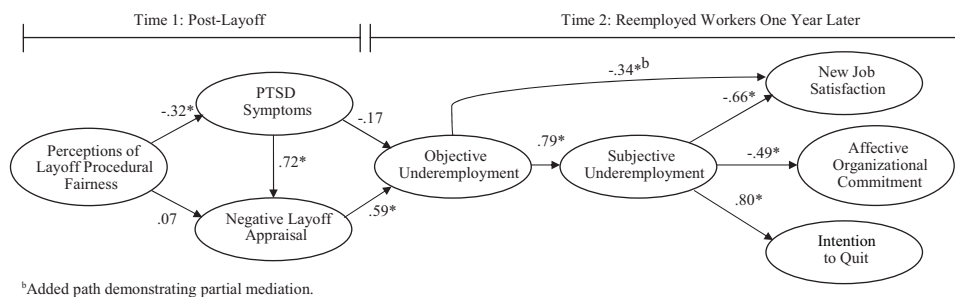 Time 1: Post-Layoff
Time 2: Reemployed Workers One Year Later
-.34*b
New Job
Satisfaction
PTSD
Symptoms
-.32*
-.17
-.66*
Perceptions of
Layoff Procedural
Fairness
.72*
Objective
Underemployment
.79*
Subjective
Underemployment
-.49*
Affective
Organizational
Commitment
.07
Negative Layoff
Appraisal
.59*
.80*
Intention
to Quit
bAdded path demonstrating partial mediation.